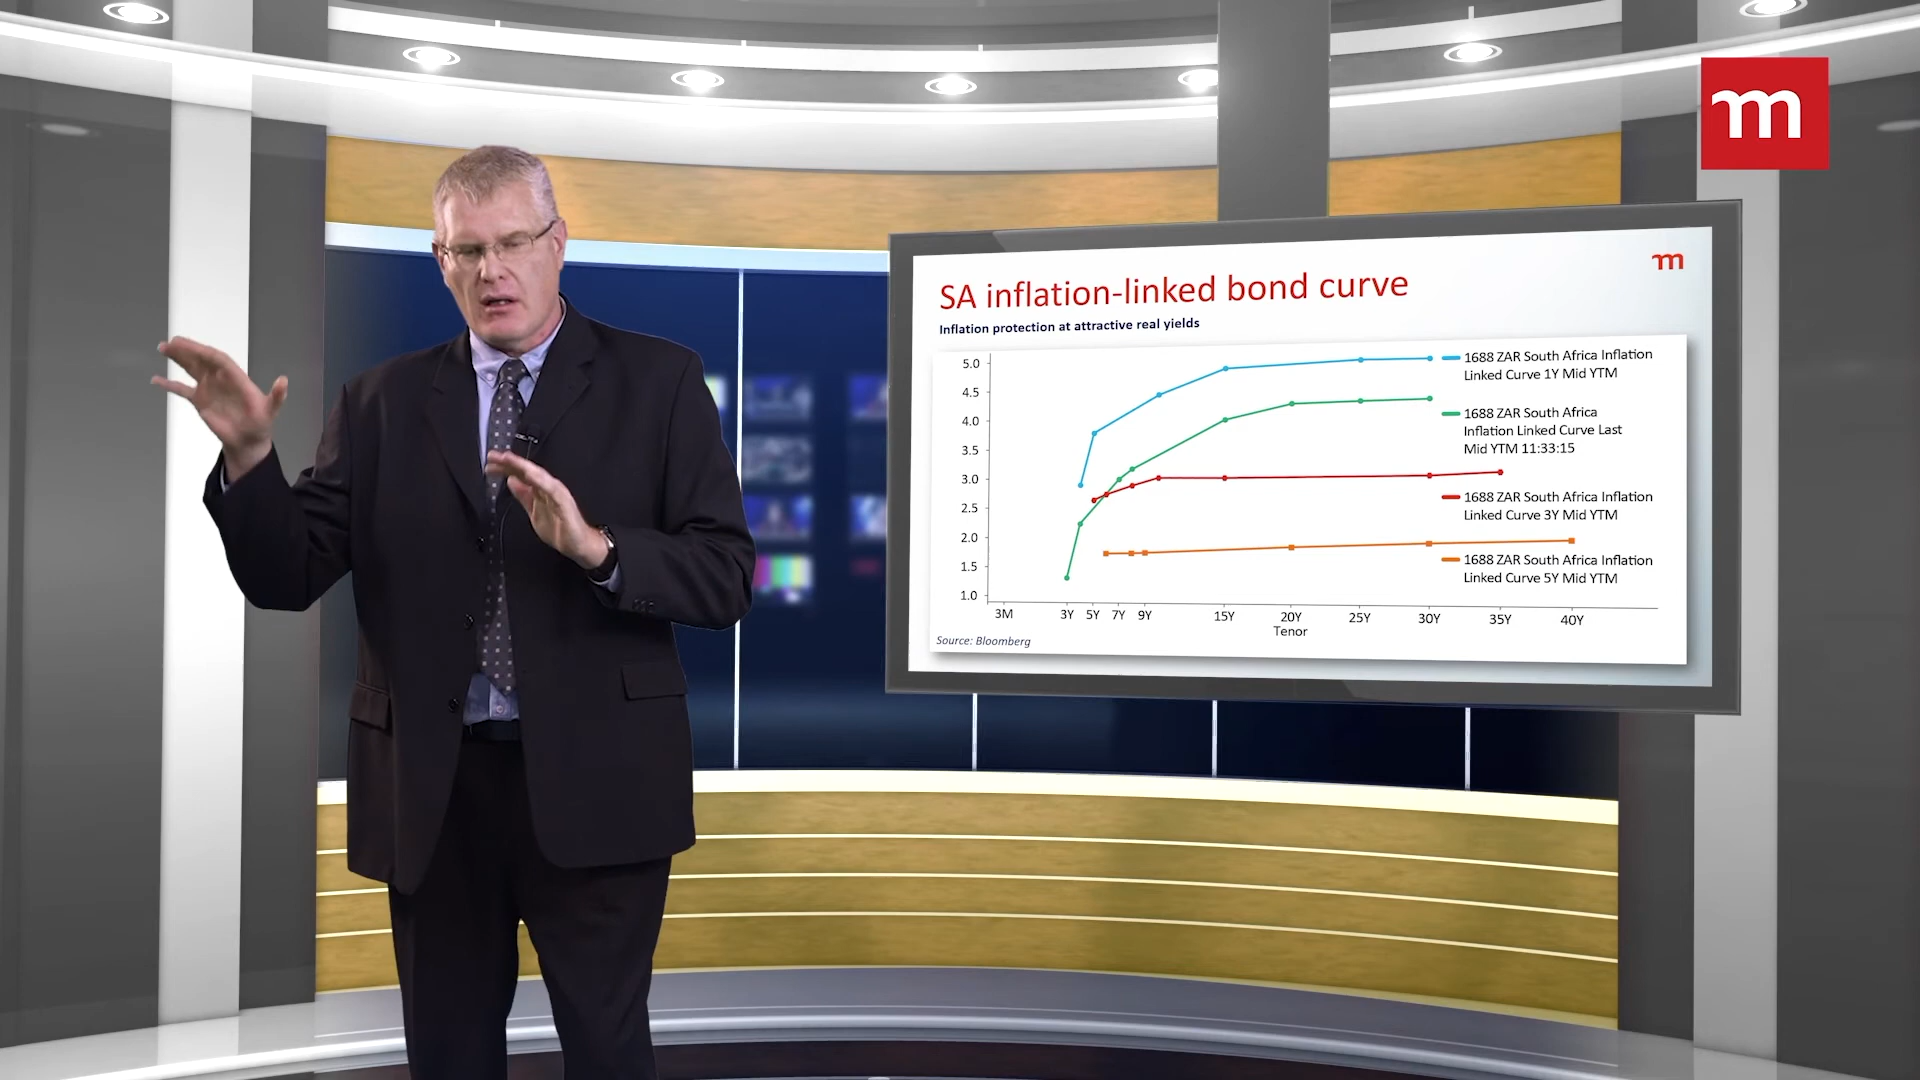 m
m
SA inflation-linked bond curve
Inflation protection at attractive real yields
5.0
4.5
4.0
3.5
3.0
2.5
2.0
1.5
1.0
3M
3Y
5Y
7Y
9Y
15Y
20Y
25Y
30Y
35Y
40Y
Tenor
1688 ZAR South Africa Inflation
Linked Curve 1Y Mid YTM
1688 ZAR South Africa
Inflation Linked Curve Last
Mid YTM 11:33:15
1688 ZAR South Africa Inflation
Linked Curve 3Y Mid YTM
1688 ZAR South Africa Inflation
Linked Curve 5Y Mid YTM
Source: Bloomberg